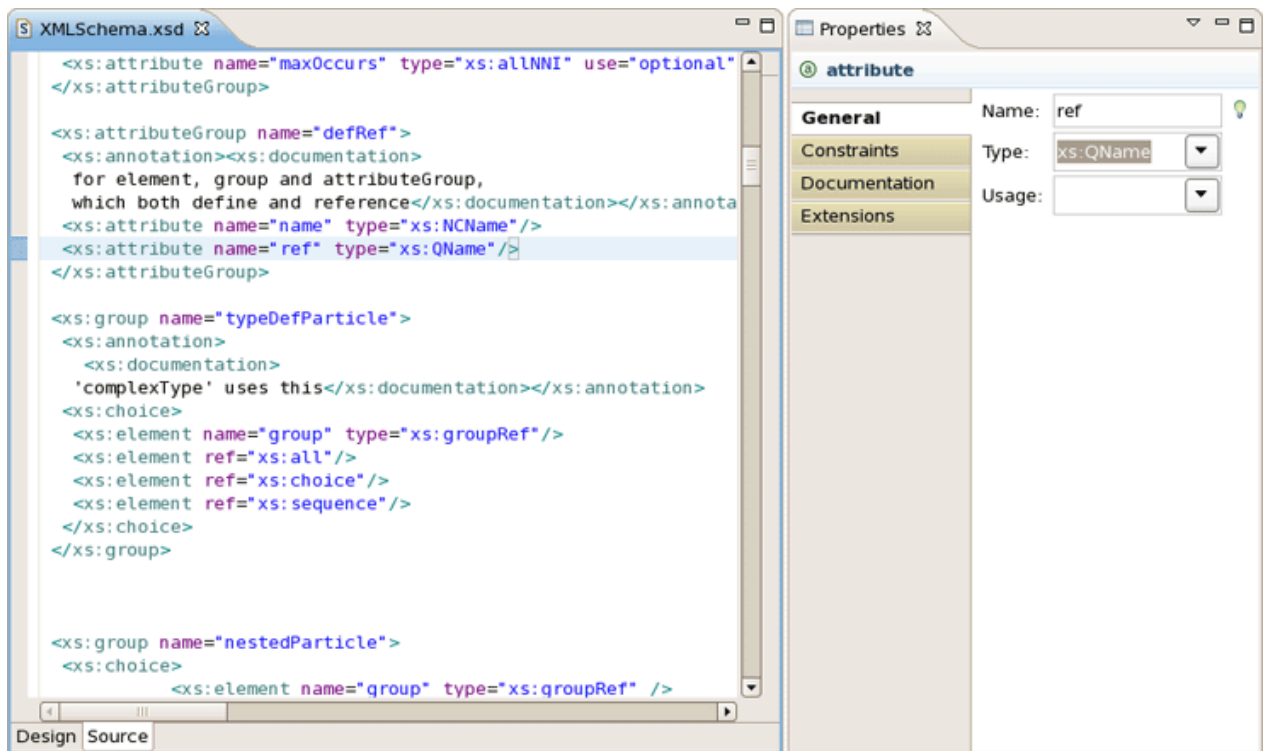 XMLSchema.xsd
<xs:attribute name="maxOccurs" type="xs:allNNI" use="optional"
</xs:attributeGroup>
<xs:attributeGroup name="defRef">
<xs:annotation><xs:documentation>
for element, group and attributeGroup,
which both define and reference</xs:documentation></xs:annota
<xs:attribute name="name" type="xs:NCName"/>
<xs:attribute name="ref" type="xs:QName"/>
</xs:attributeGroup>
<xs:group name="typeDefParticle">
<xs:annotation>
<xs:documentation>
'complexType' uses this</xs:documentation></xs:annotation>
<xs:choice>
<xs:element name="group" type="xs:groupRef"/>
<xs:element ref="xs:all"/>
<xs:element ref="xs:choice"/>
<xs:element ref="xs:sequence"/>
</xs:choice>
</xs:group>
<xs:group name="nestedParticle">
<xs:choice>
<xs:element name="group" type="xs:groupRef" />
Design Source
Properties
attribute
General
Constraints
Documentation
Extensions
Name: ref
Type: xs:QName
Usage: